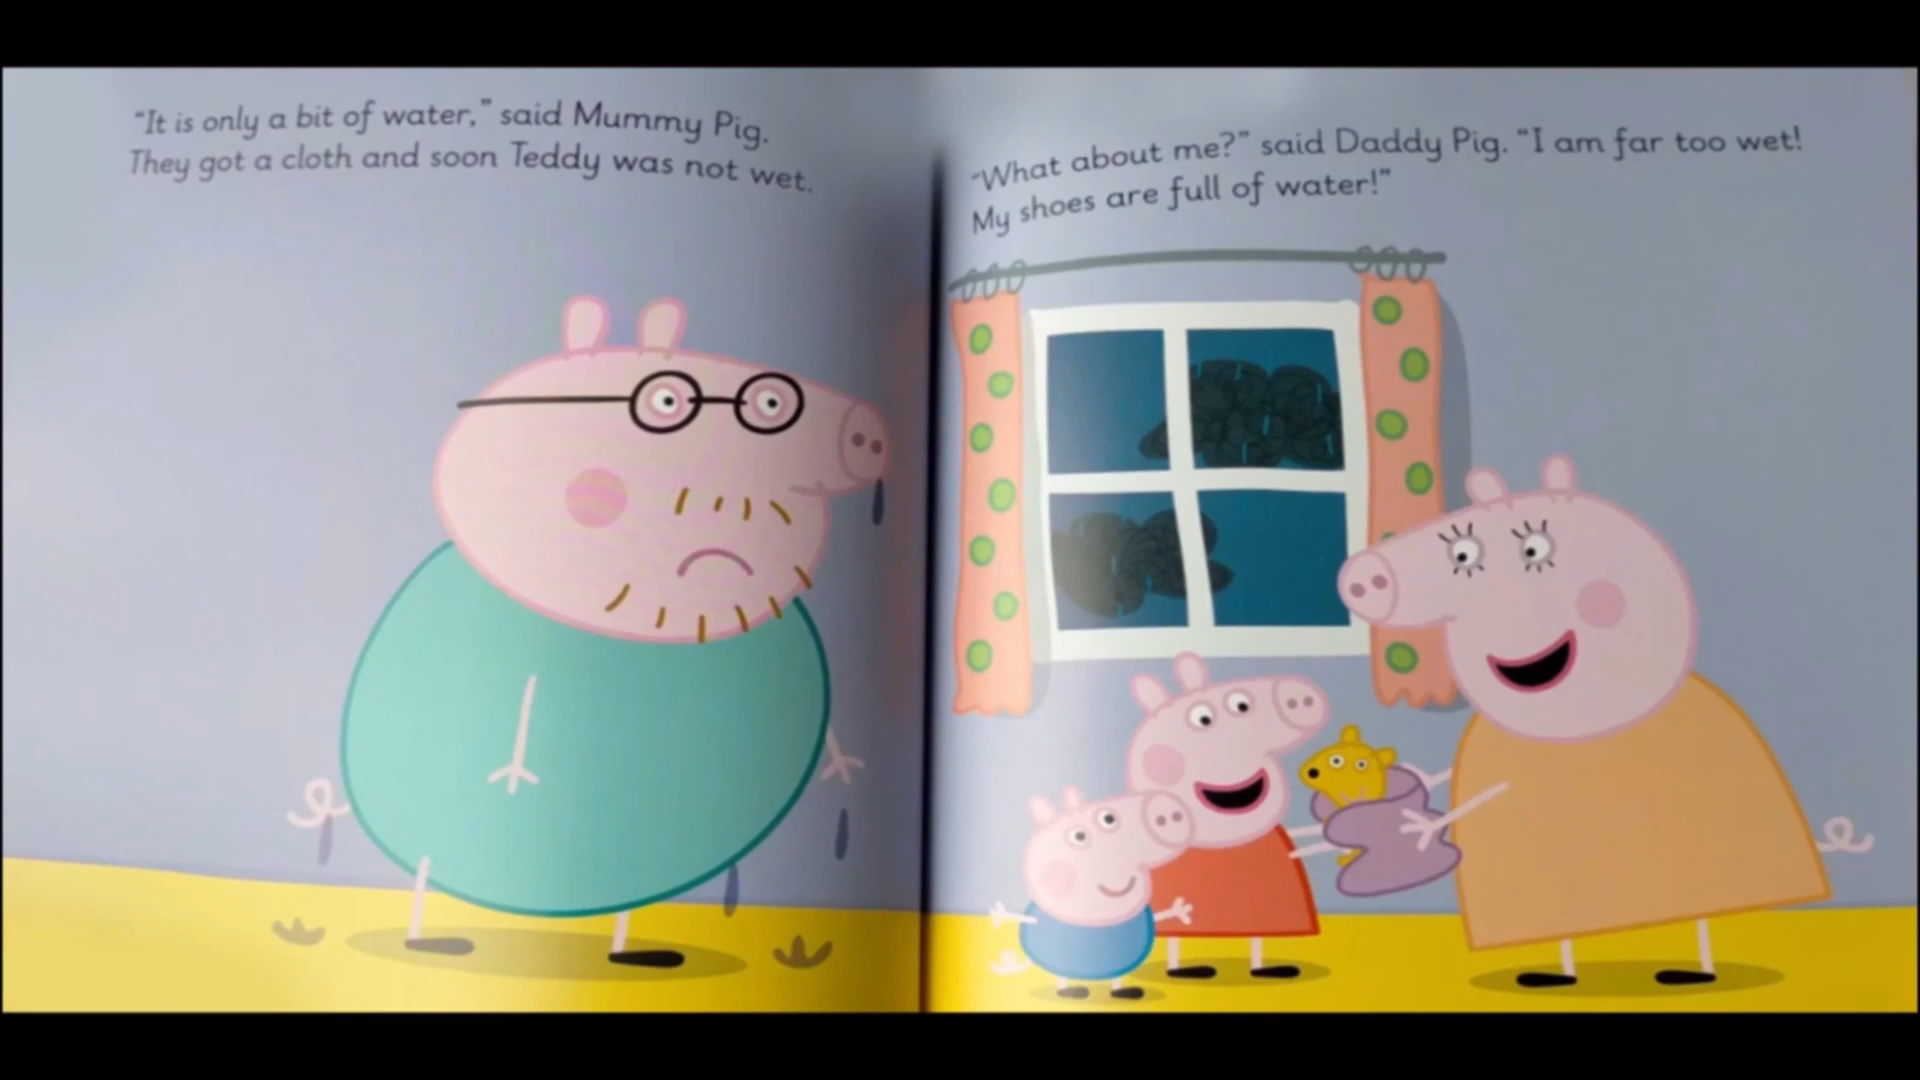 “It is only a bit of water,” said Mummy Pig.
They got a cloth and soon Teddy was not wet.
“What about me?” said Daddy Pig. “I am far too wet!
My shoes are full of water!”